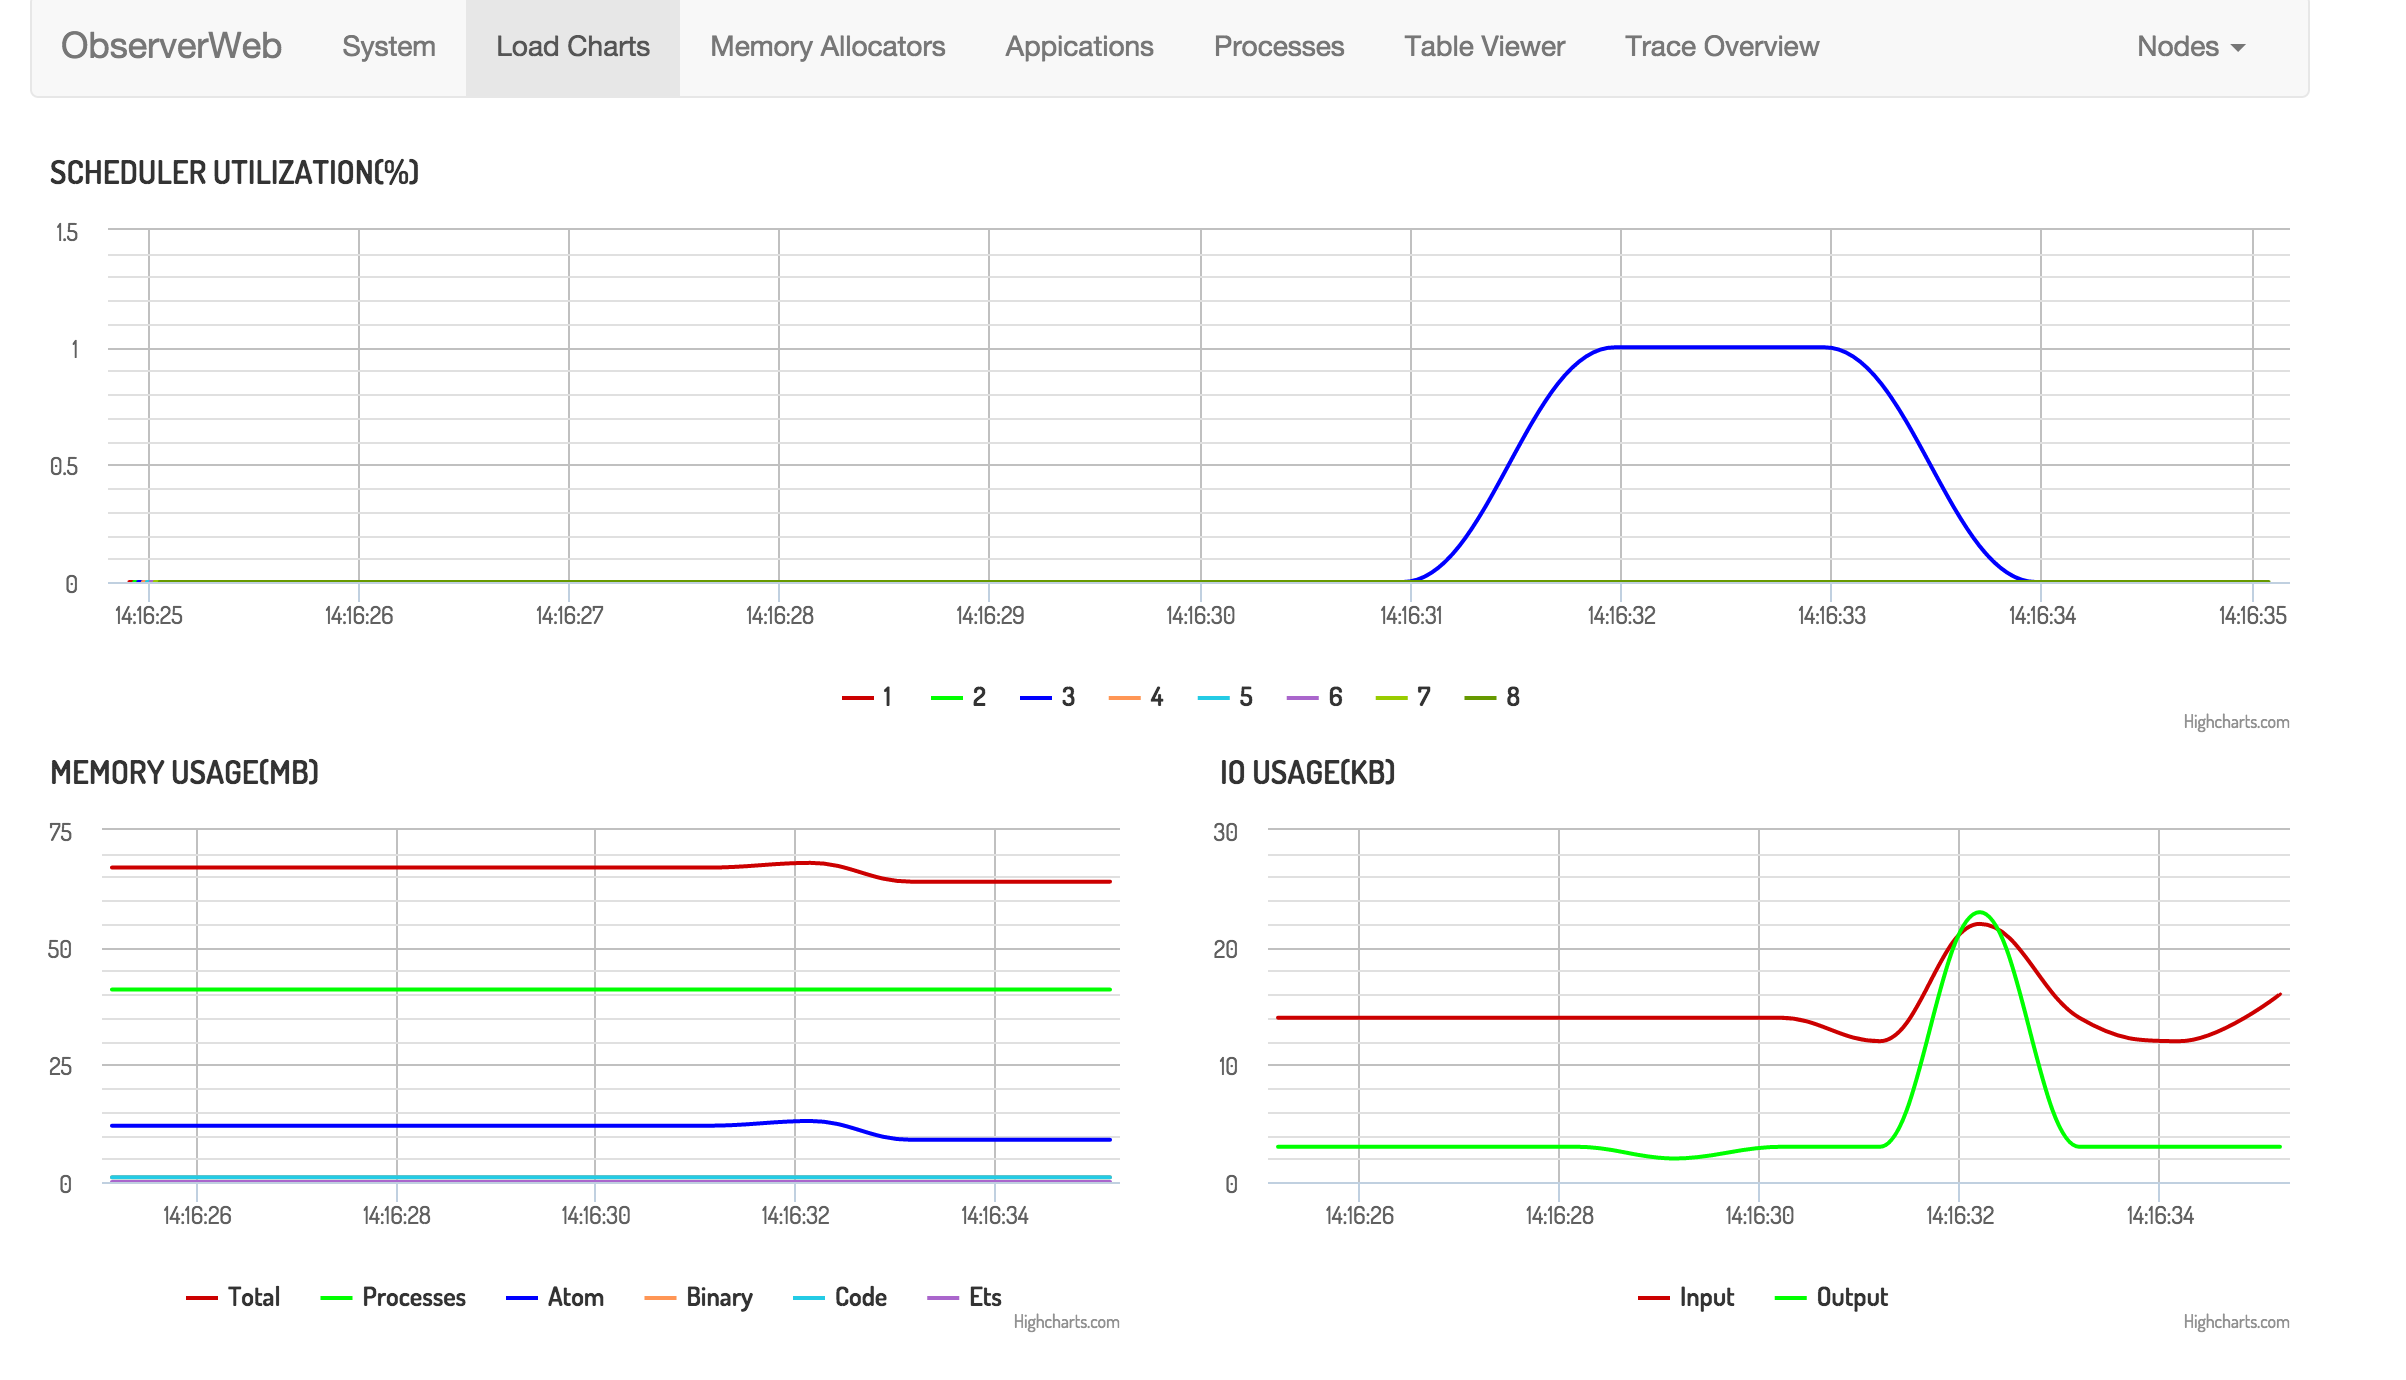 ObserverWeb System Load Charts Memory Allocators Appications Processes Table Viewer Trace Overview Nodes
SCHEDULER UTILIZATION(%)
1.5
1
0.5
0
14:16:25 14:16:26 14:16:27 14:16:28 14:16:29 14:16:30 14:16:31 14:16:32 14:16:33 14:16:34 14:16:35
1 2 3 4 5 6 7 8
Highcharts.com
MEMORY USAGE(MB)
75
50
25
0
14:16:26 14:16:28 14:16:30 14:16:32 14:16:34
Total Processes Atom Binary Code Ets
Highcharts.com
IO USAGE(KB)
30
20
10
0
14:16:26 14:16:28 14:16:30 14:16:32 14:16:34
Input Output
Highcharts.com